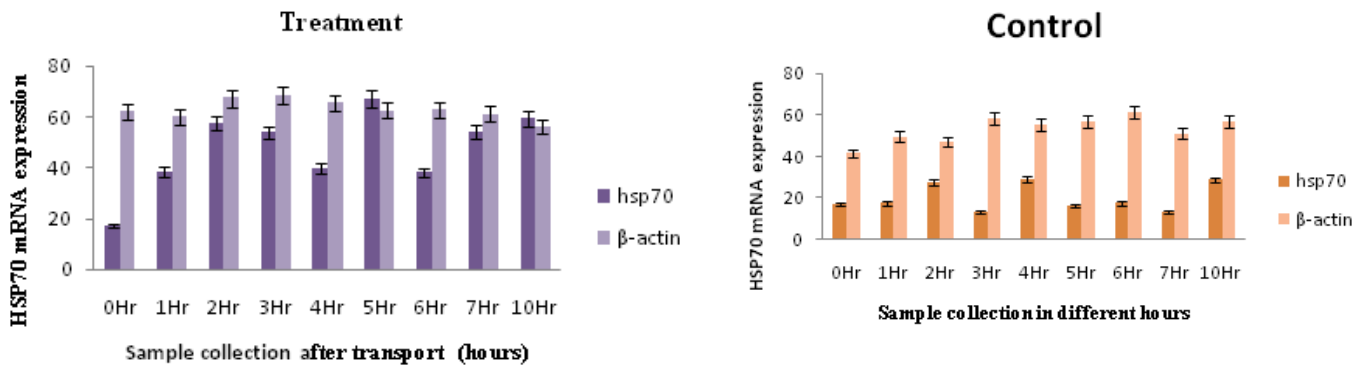 Treatment
HSP70 mRNA expression
80
60
40
20
0
0Hr 1Hr 2Hr 3Hr 4Hr 5Hr 6Hr 7Hr 10Hr
Sample collection after transport (hours)
hsp70
β-actin
Control
HSP70 mRNA expression
80
60
40
20
0
0Hr 1Hr 2Hr 3Hr 4Hr 5Hr 6Hr 7Hr 10Hr
Sample collection in different hours
hsp70
β-actin